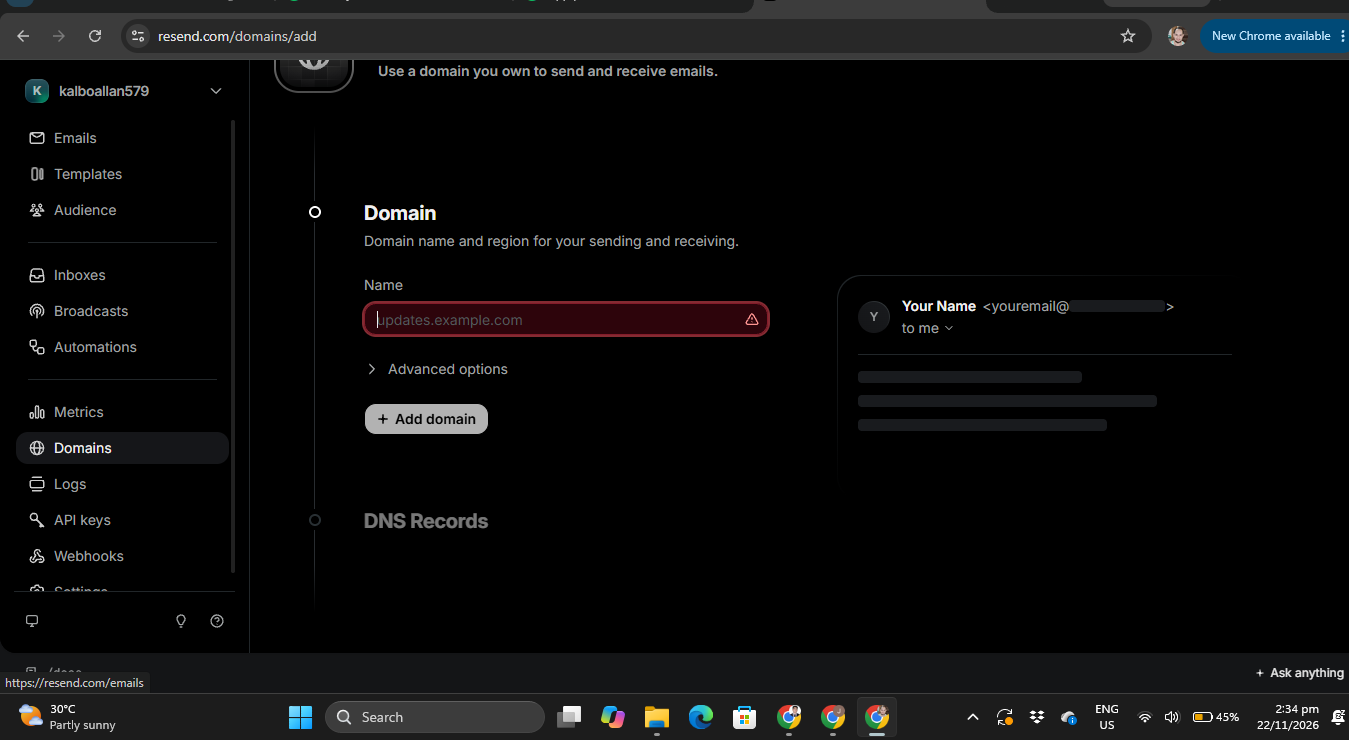 resend.com/domains/add
New Chrome available
K
kalboallan579
Use a domain you own to send and receive emails.
Emails
Templates
Audience
Inboxes
Broadcasts
Automations
Metrics
Domains
Logs
API keys
Webhooks
Settings
Domain
Domain name and region for your sending and receiving.
Name
updates.example.com
Advanced options
+ Add domain
DNS Records
Y
Your Name <youremail@ >
to me
+ Ask anything
https://resend.com/emails
30°C
Partly sunny
Search
ENG
US
45%
2:34 pm
22/11/2026